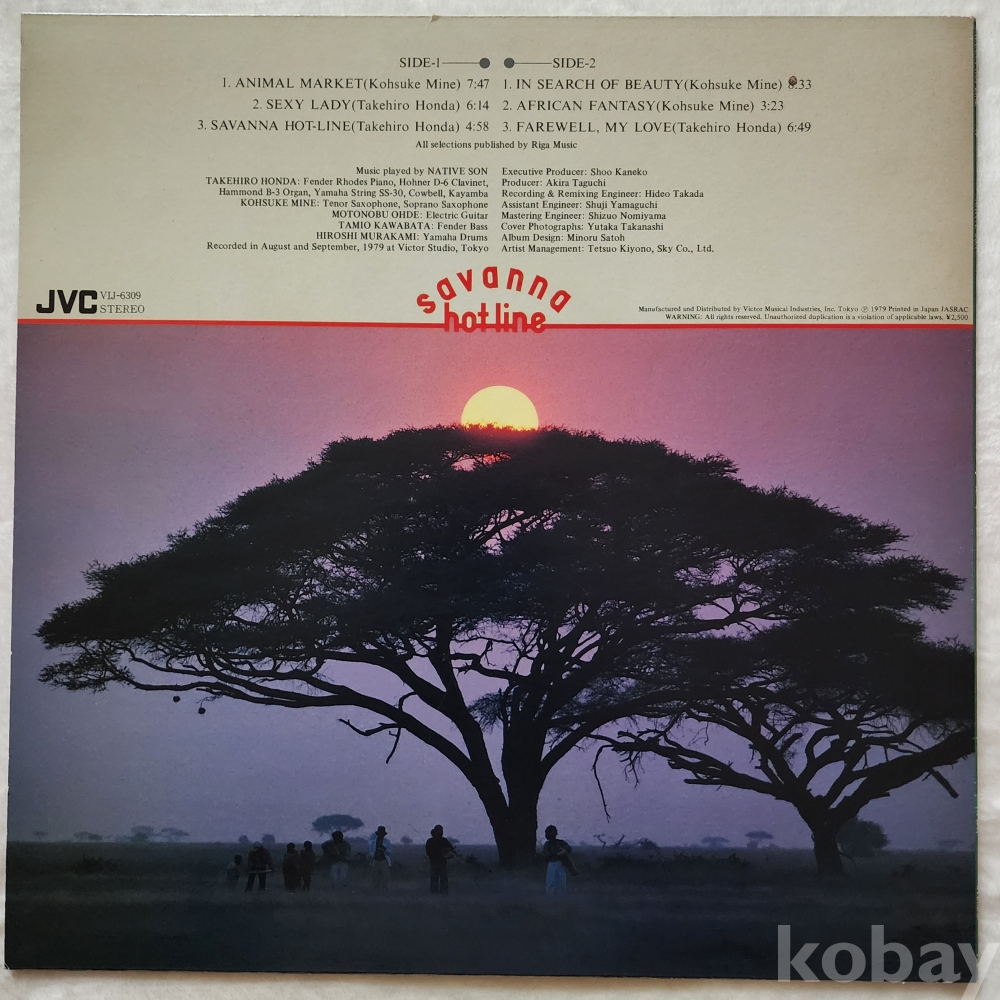 SIDE-1
1. ANIMAL MARKET(Kohsuke Mine) 7:47
2. SEXY LADY(Takehiro Honda) 6:14
3. SAVANNA HOT-LINE(Takehiro Honda) 4:58
SIDE-2
1. IN SEARCH OF BEAUTY(Kohsuke Mine) 8:33
2. AFRICAN FANTASY(Kohsuke Mine) 3:23
3. FAREWELL, MY LOVE(Takehiro Honda) 6:49
All selections published by Riga Music
Music played by NATIVE SON
TAKEHIRO HONDA: Fender Rhodes Piano, Hohner D-6 Clavinet,
Hammond B-3 Organ, Yamaha String SS-30, Cowbell, Kayamba
KOHSUKE MINE: Tenor Saxophone, Soprano Saxophone
MOTONOBU OHDE: Electric Guitar
TAMIO KAWABATA: Fender Bass
HIROSHI MURAKAMI: Yamaha Drums
Recorded in August and September, 1979 at Victor Studio, Tokyo
Executive Producer: Shoo Kaneko
Producer: Akira Taguchi
Recording & Remixing Engineer: Hideo Takada
Assistant Engineer: Shuji Yamaguchi
Mastering Engineer: Shizuo Nomiyama
Cover Photographs: Yutaka Takanashi
Album Design: Minoru Satoh
Artist Management: Tetsuo Kiyono, Sky Co., Ltd.
JVC VIJ-6309
STEREO
savanna
hot line
Manufactured and Distributed by Victor Musical Industries, Inc. Tokyo Ⓟ 1979 Printed in Japan JASRAC
WARNING: All rights reserved. Unauthorized duplication is a violation of applicable laws. ¥2,500
kobay